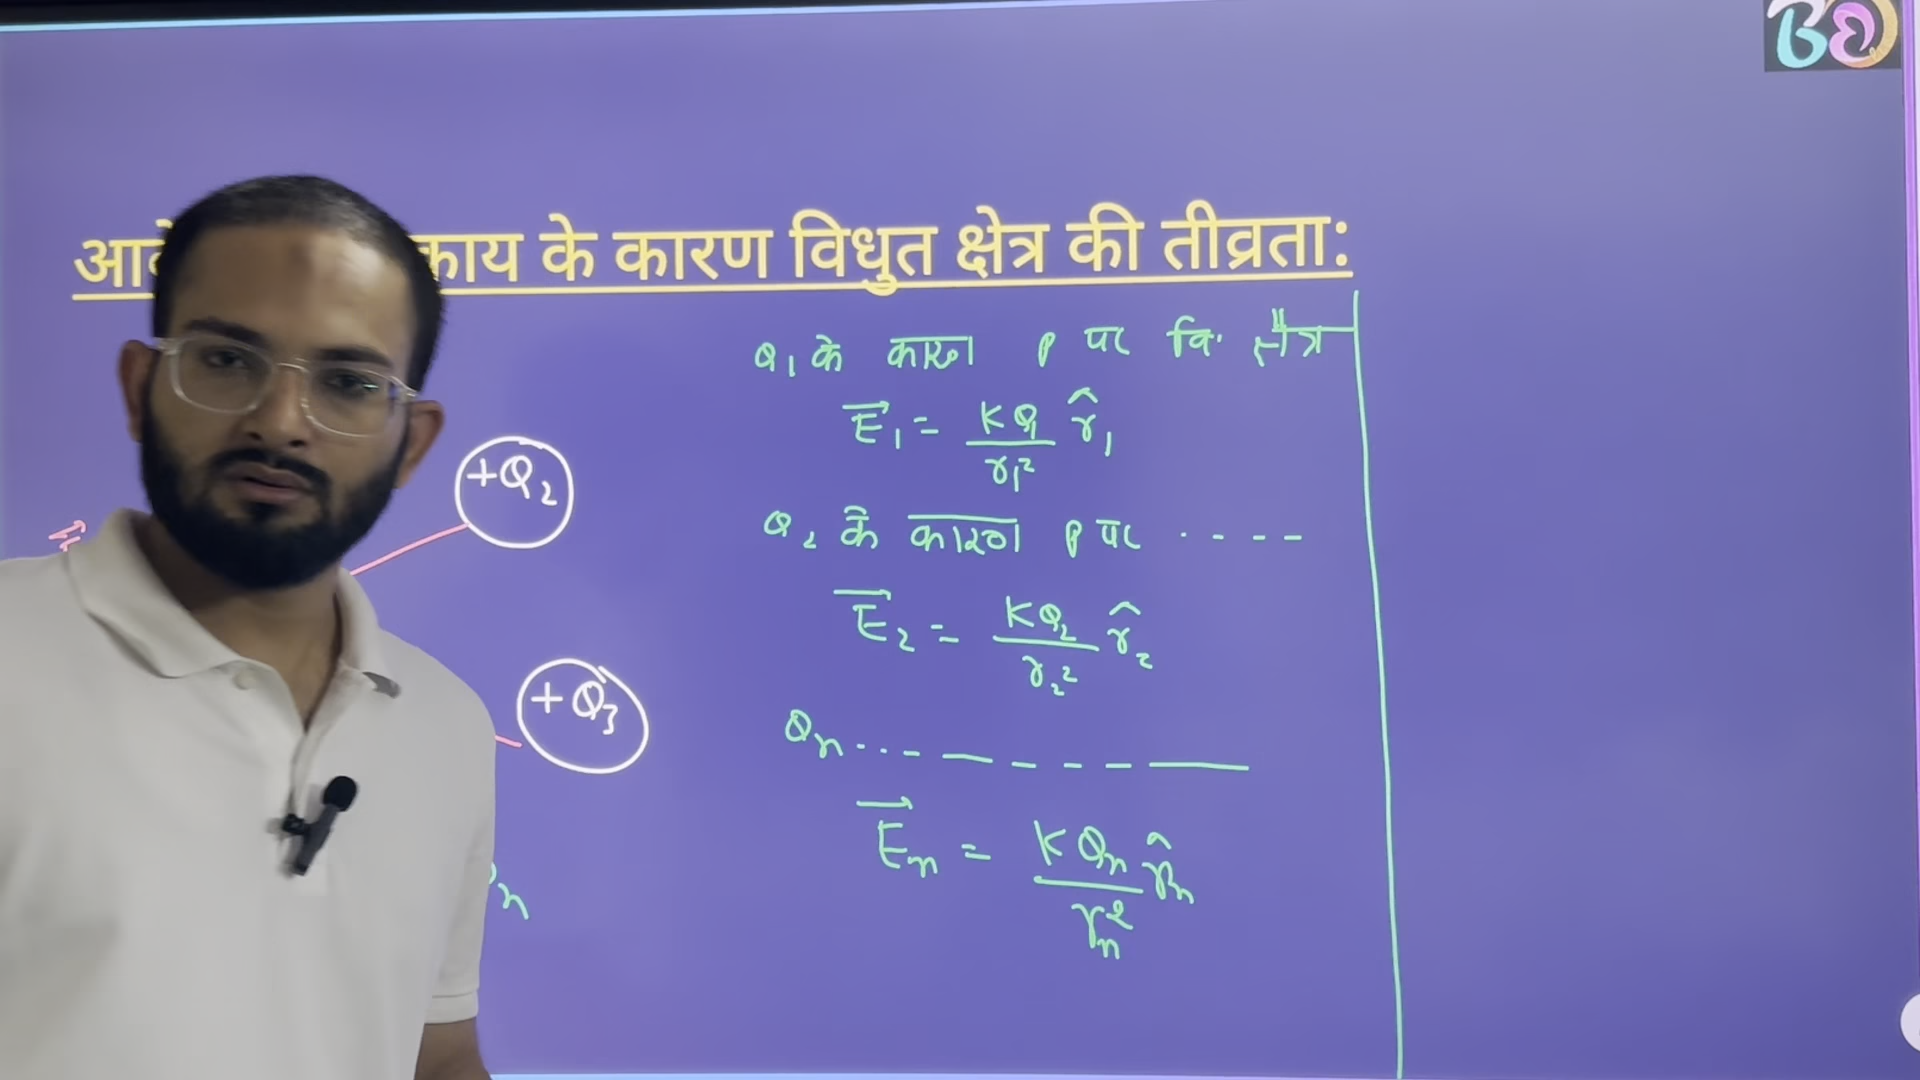 काय के कारण विधुत क्षेत्र की तीव्रता:
Q₁ के कारण P पर वि. क्षेत्र
E⃗₁ = KQ₁/r₁² r̂₁
+Q₂
Q₂ के कारण P पर . - - -
E⃗₂ = KQ₂/r₂² r̂₂
+Q₃
Qn . . - — - - - —
E⃗n = KQn/rn² r̂n
n